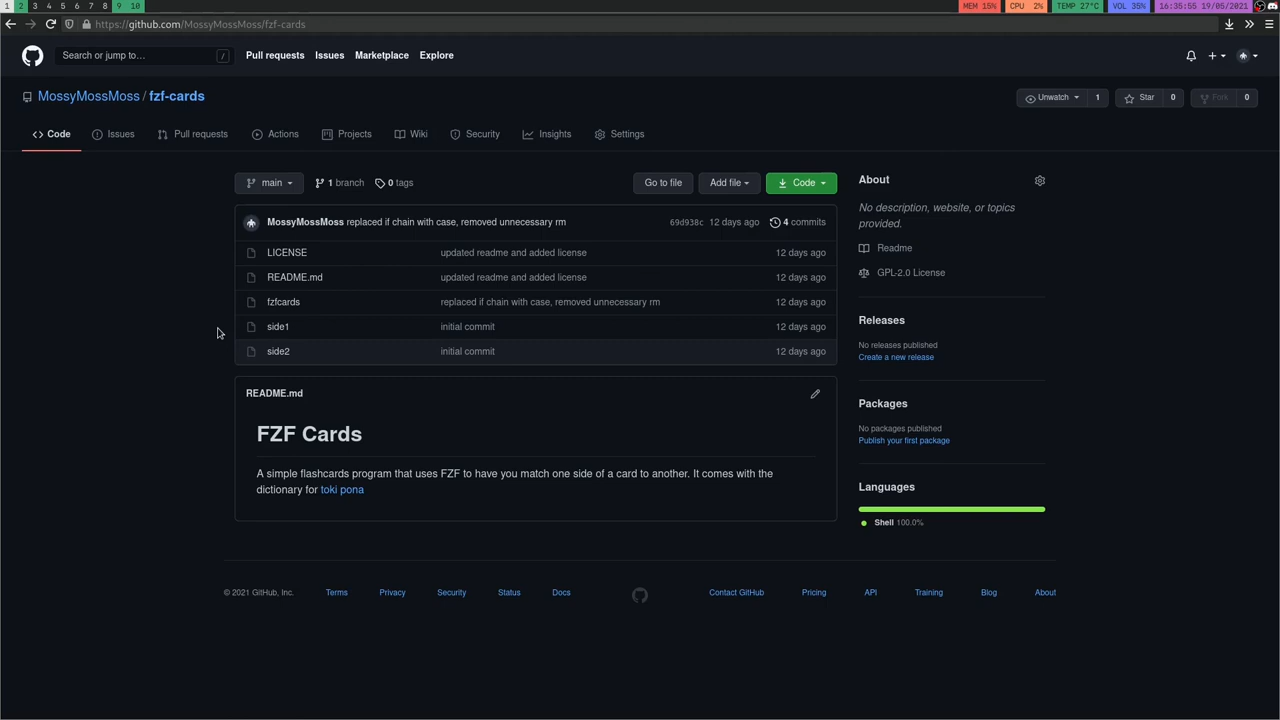 1 2 3 4 5 6 7 8 9 10 MEM 15% CPU 2% TEMP 27°C VOL 35% 16:35:55 19/05/2021
https://github.com/MossyMossMoss/fzf-cards
Search or jump to… / Pull requests Issues Marketplace Explore
MossyMossMoss / fzf-cards Unwatch 1 Star 0 Fork 0
Code Issues Pull requests Actions Projects Wiki Security Insights Settings
main 1 branch 0 tags Go to file Add file Code
MossyMossMoss replaced if chain with case, removed unnecessary rm 69d938c 12 days ago 4 commits
LICENSE updated readme and added license 12 days ago
README.md updated readme and added license 12 days ago
fzfcards replaced if chain with case, removed unnecessary rm 12 days ago
side1 initial commit 12 days ago
side2 initial commit 12 days ago
README.md
FZF Cards
A simple flashcards program that uses FZF to have you match one side of a card to another. It comes with the
dictionary for toki pona
About
No description, website, or topics
provided.
Readme
GPL-2.0 License
Releases
No releases published
Create a new release
Packages
No packages published
Publish your first package
Languages
Shell 100.0%
© 2021 GitHub, Inc. Terms Privacy Security Status Docs Contact GitHub Pricing API Training Blog About